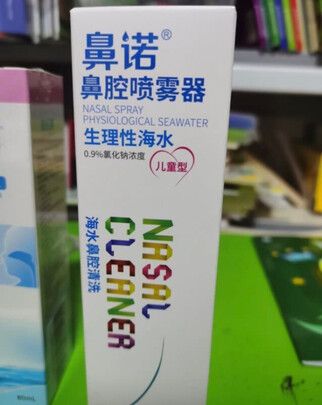 鼻诺®
鼻腔喷雾器
NASAL SPRAY
PHYSIOLOGICAL SEAWATER
生理性海水
0.9%氯化钠浓度
儿童型
NASAL
CLEANER
海水鼻腔清洗
80mL